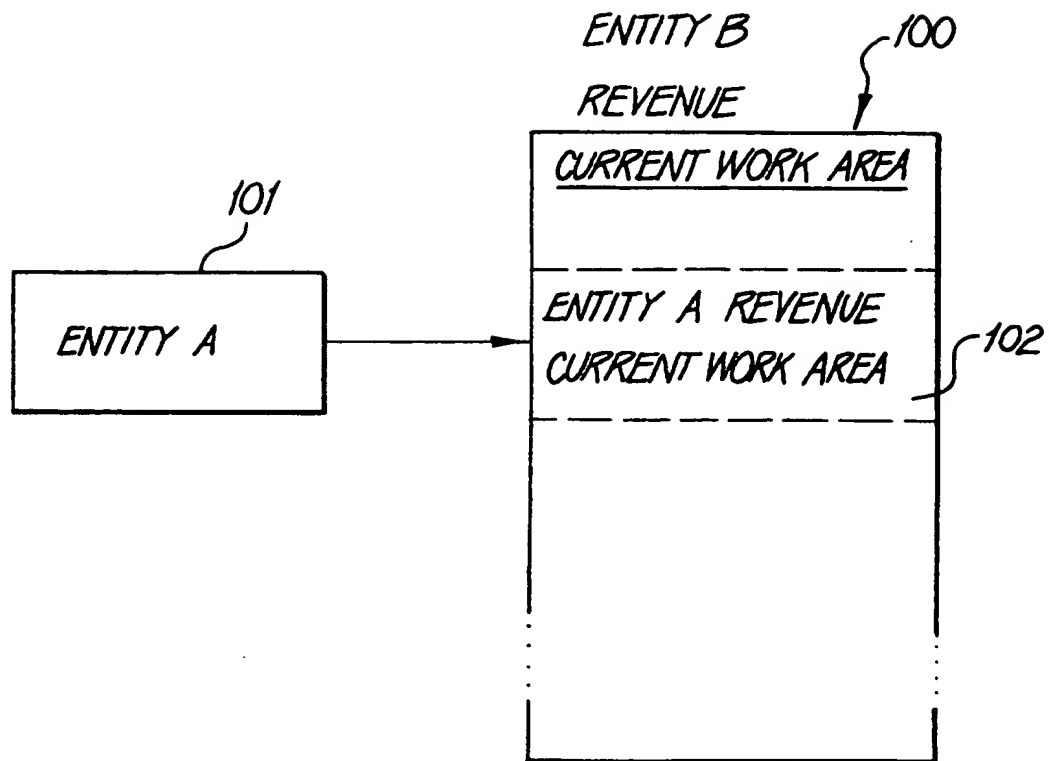 ENTITY B
100
REVENUE
CURRENT WORK AREA
101
ENTITY A
ENTITY A REVENUE
CURRENT WORK AREA
102